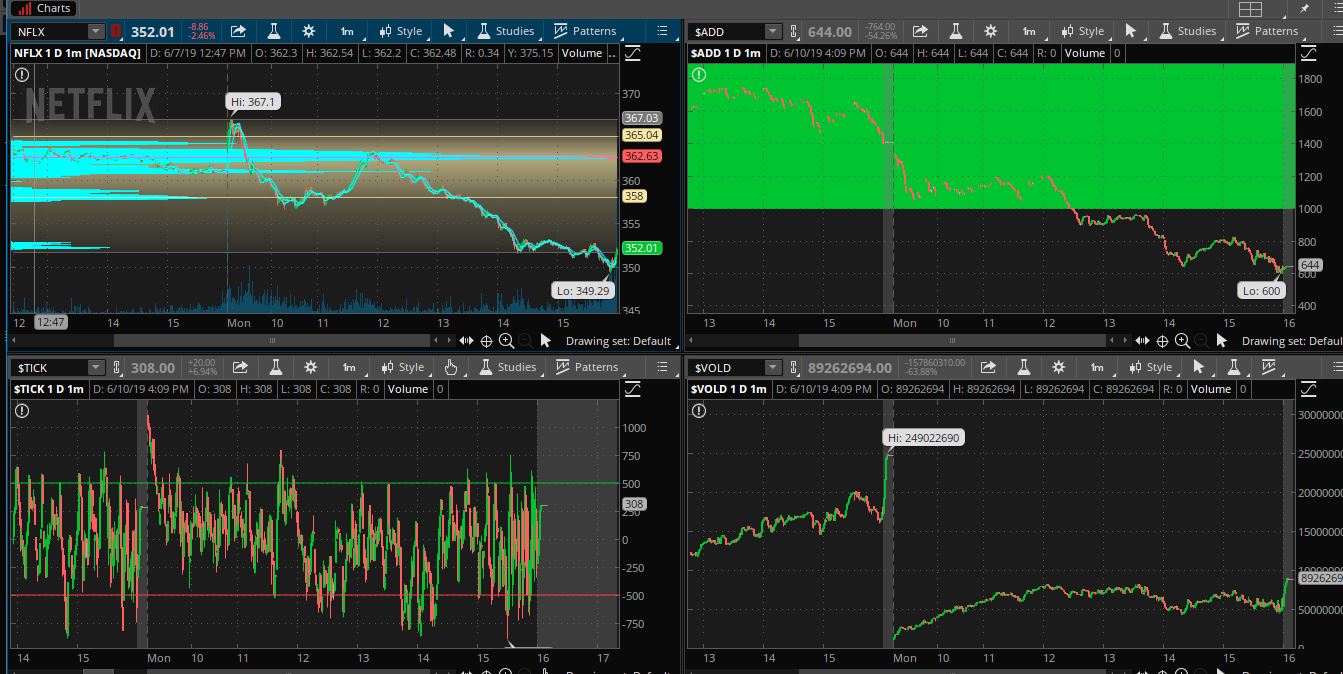 Charts
NFLX 352.01 -8.86 -2.46% 1m Style Studies Patterns
NFLX 1 D 1m [NASDAQ] D: 6/7/19 12:47 PM O: 362.3 H: 362.54 L: 362.2 C: 362.48 R: 0.34 Y: 375.15 Volume ..
NETFLIX
Hi: 367.1
370
367.03
365.04
362.63
360
358
355
352.01
350
Lo: 349.29
345
12 12:47 14 15 Mon 10 11 12 13 14 15
Drawing set: Default
$ADD 644.00 -764.00 -54.26% 1m Style Studies Patterns
$ADD 1 D 1m D: 6/10/19 4:09 PM O: 644 H: 644 L: 644 C: 644 R: 0 Volume 0
1800
1600
1400
1200
1000
800
644
600
Lo: 600
400
13 14 15 Mon 10 11 12 13 14 15 16
Drawing set: Defaul
$TICK 308.00 +20.00 +6.94% 1m Style Studies Patterns
$TICK 1 D 1m D: 6/10/19 4:09 PM O: 308 H: 308 L: 308 C: 308 R: 0 Volume 0
1000
750
500
308
250
0
-250
-500
-750
14 15 Mon 10 11 12 13 14 15 16 17
$VOLD 89262694.00 -157860310.00 -63.88% 1m Style
$VOLD 1 D 1m D: 6/10/19 4:09 PM O: 89262694 H: 89262694 L: 89262694 C: 89262694 R: 0 Volume 0
Hi: 249022690
30000000
25000000
20000000
15000000
10000000
8926269
50000000
13 14 15 Mon 10 11 12 13 14 15 16